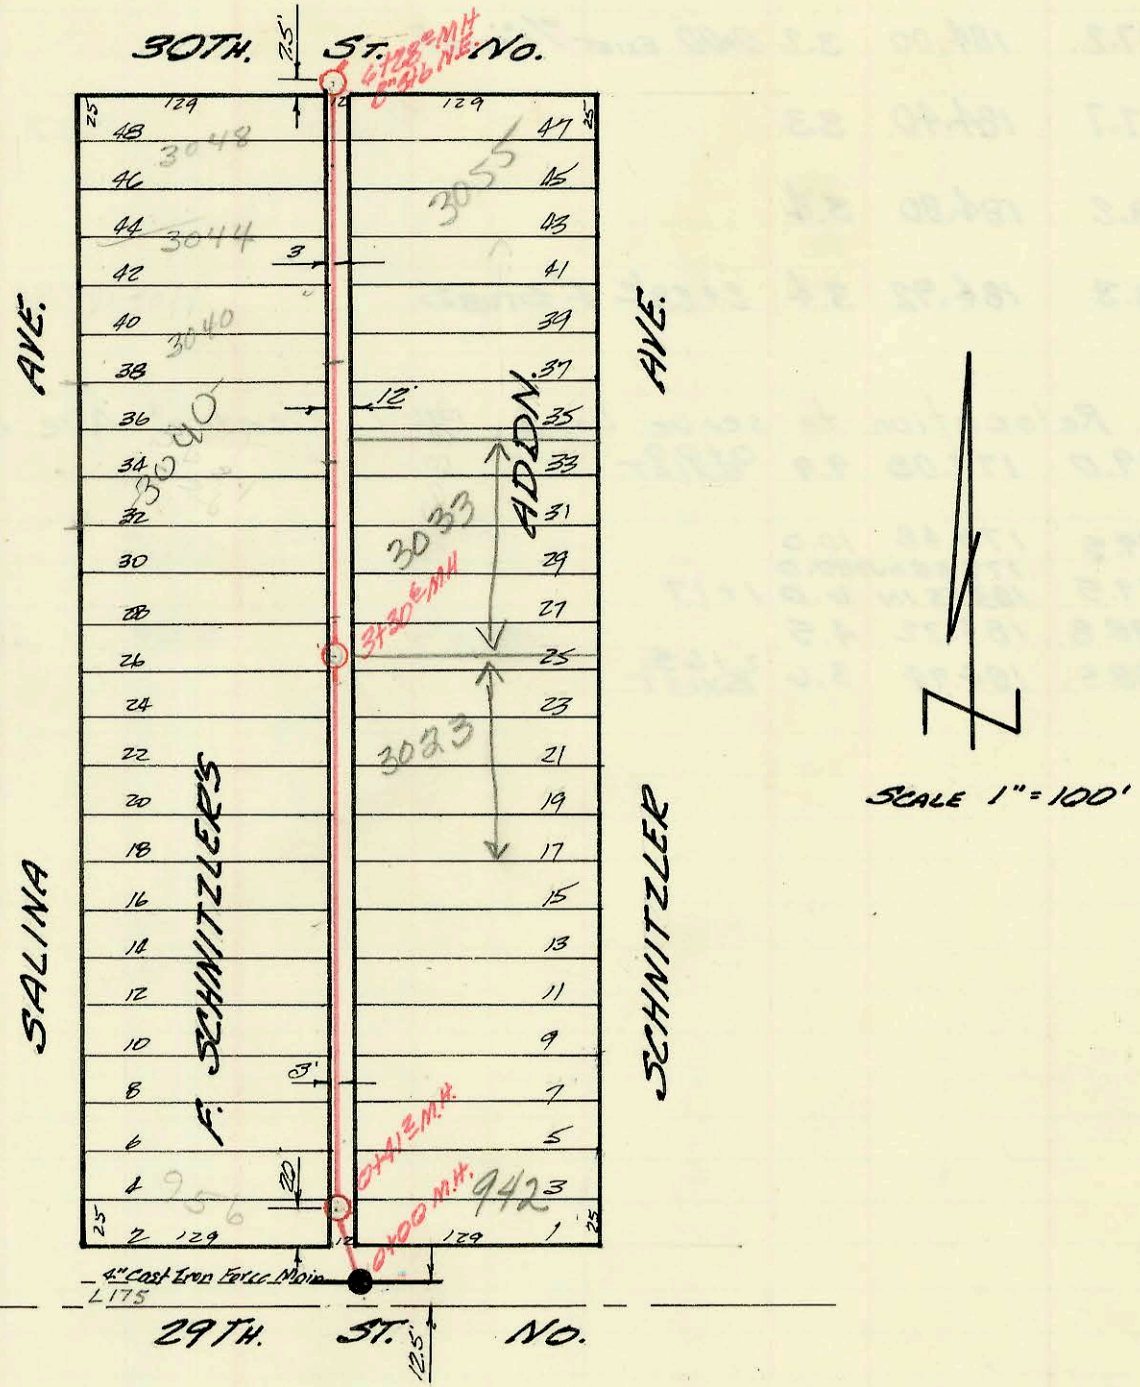 30TH. ST. No.
7.5'
6+28 MH
8" Stb N.E.
25 129 12 129 25
48 3048 47
46 3055 45
44 3044 43
3
42 41
40 3040 39
38 37
12'
36 35
3040
34 33
32 31
3033
30 29
28 27
3+30 MH
26 25
24 23
3023
22 21
20 19
18 17
16 15
14 13
12 11
10 9
3'
8 7
6 5
0+41 M.H.
4 956 942 3
20'
0+00 M.H.
25 2 129 12 129 1 25
SALINA AVE.
F. SCHNITZLER'S ADDN.
SCHNITZLER AVE.
SCALE 1"=100'
4" Cast Iron Force Main
L175
29TH. ST. NO.
12.5'